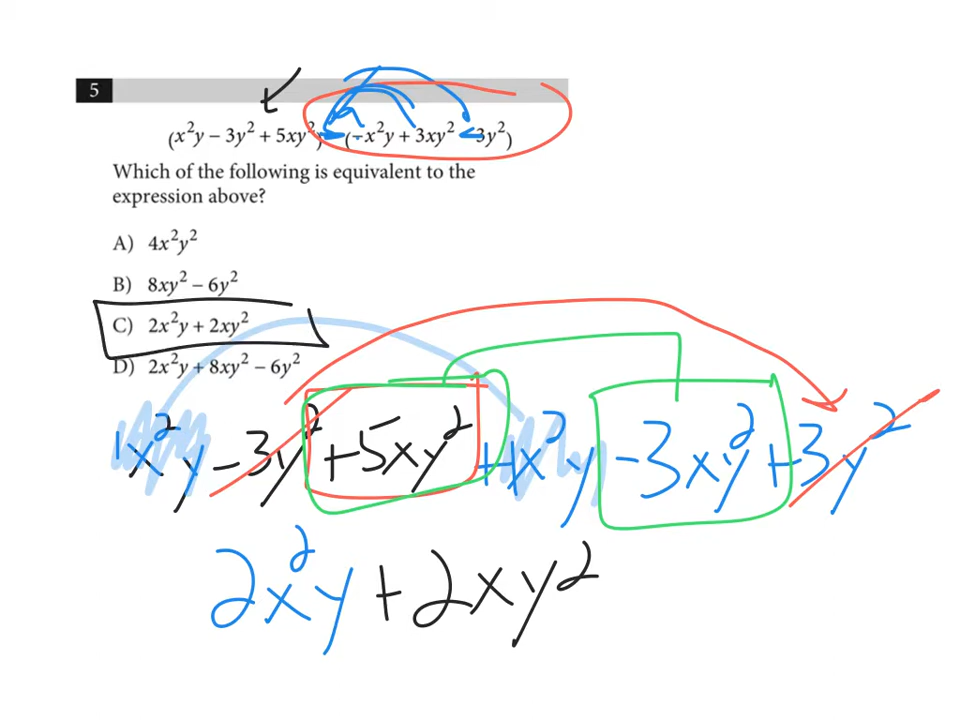 5
(x²y – 3y² + 5xy²) – (–x²y + 3xy² – 3y²)
Which of the following is equivalent to the
expression above?
A) 4x²y²
B) 8xy² – 6y²
C) 2x²y + 2xy²
D) 2x²y + 8xy² – 6y²
1x²y – 3y² + 5xy² + 1x²y – 3xy² + 3y²
2x²y + 2xy²